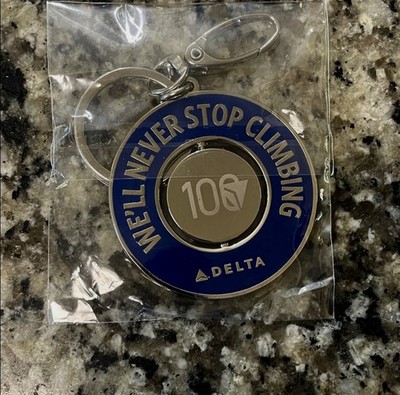 WE'LL NEVER STOP CLIMBING
100
DELTA